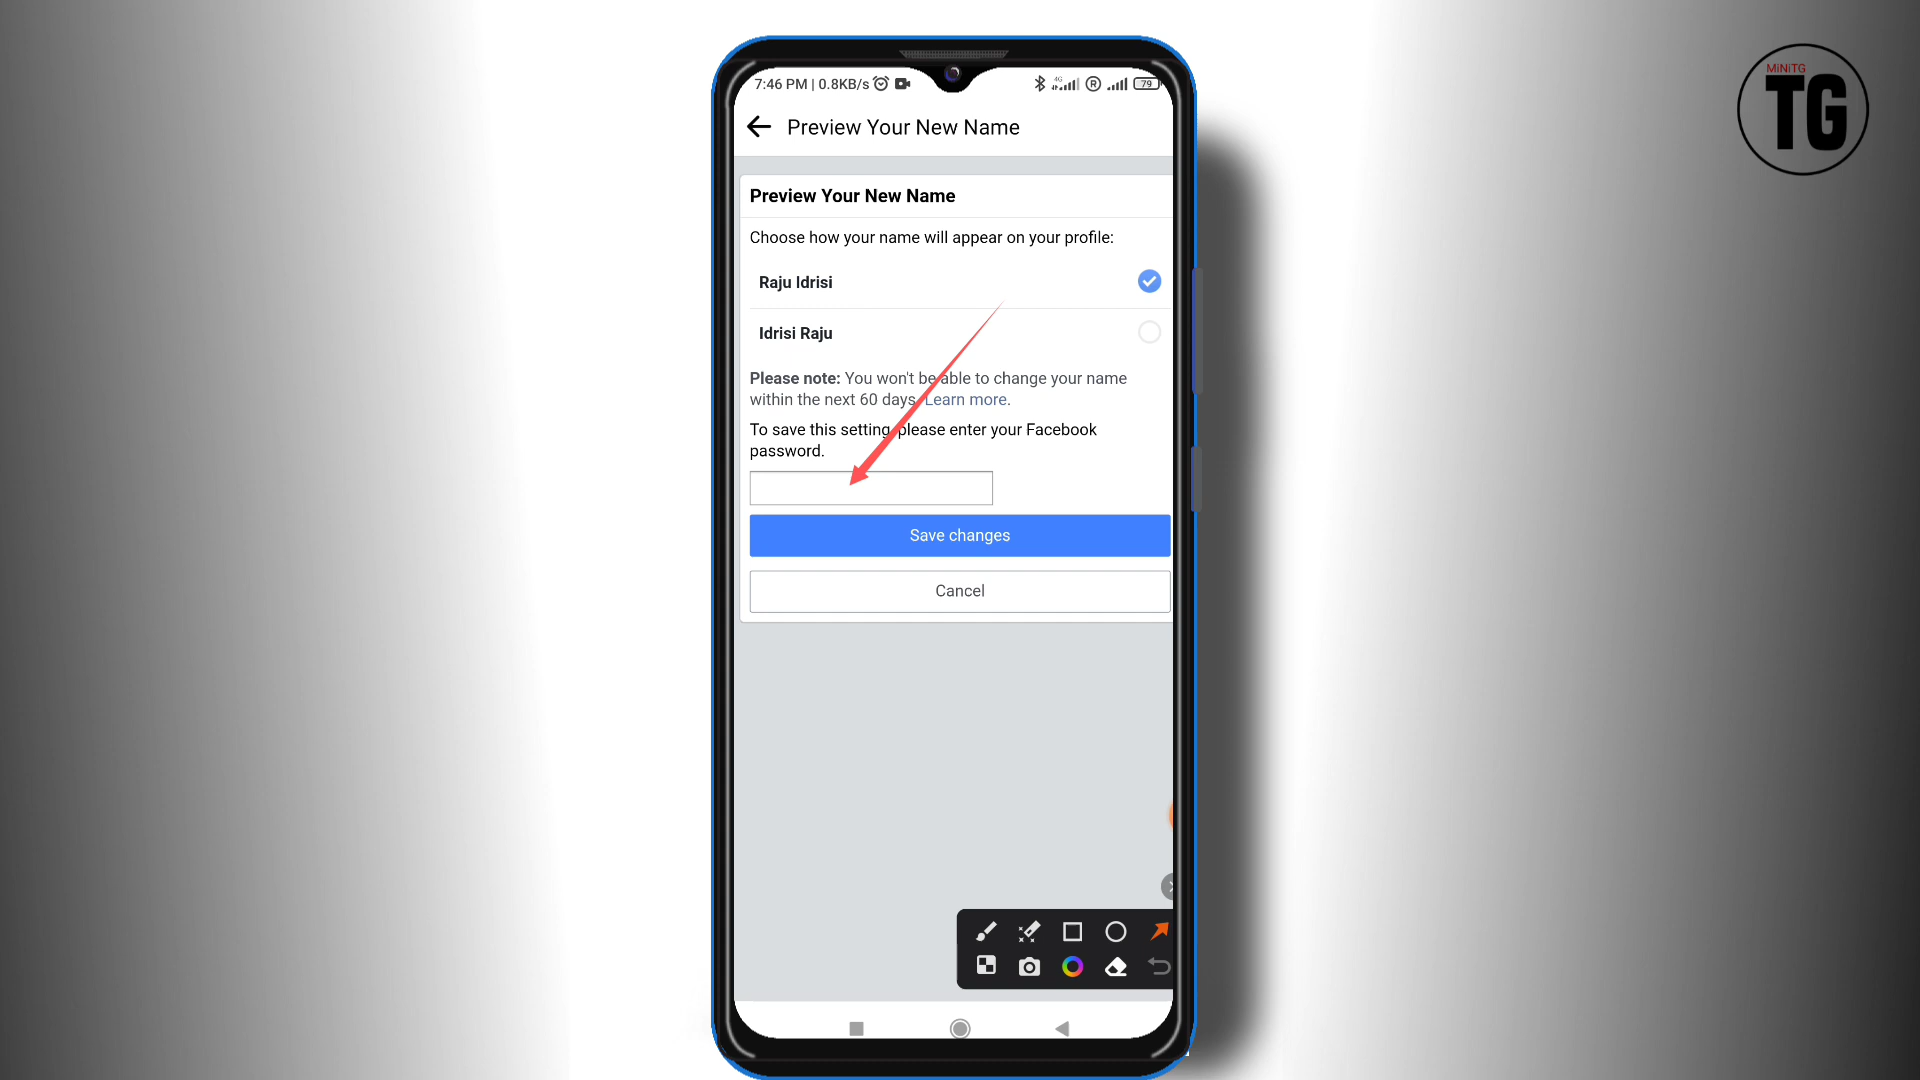 MiNiTG
TG
7:46 PM | 0.8KB/s
4G
R
79
Preview Your New Name
Preview Your New Name
Choose how your name will appear on your profile:
Raju Idrisi
Idrisi Raju
Please note: You won't be able to change your name
within the next 60 days. Learn more.
To save this setting, please enter your Facebook
password.
Save changes
Cancel